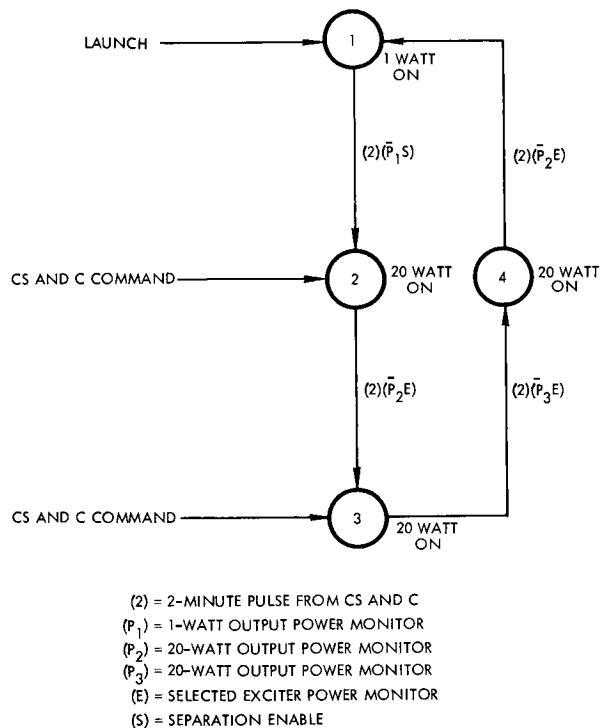 LAUNCH
1
1 WATT
ON
(2)(P̄₁S)
(2)(P̄₂E)
CS AND C COMMAND
2
20 WATT
ON
4
20 WATT
ON
(2)(P̄₂E)
(2)(P̄₃E)
CS AND C COMMAND
3
20 WATT
ON
(2) = 2-MINUTE PULSE FROM CS AND C
(P₁) = 1-WATT OUTPUT POWER MONITOR
(P₂) = 20-WATT OUTPUT POWER MONITOR
(P₃) = 20-WATT OUTPUT POWER MONITOR
(E) = SELECTED EXCITER POWER MONITOR
(S) = SEPARATION ENABLE